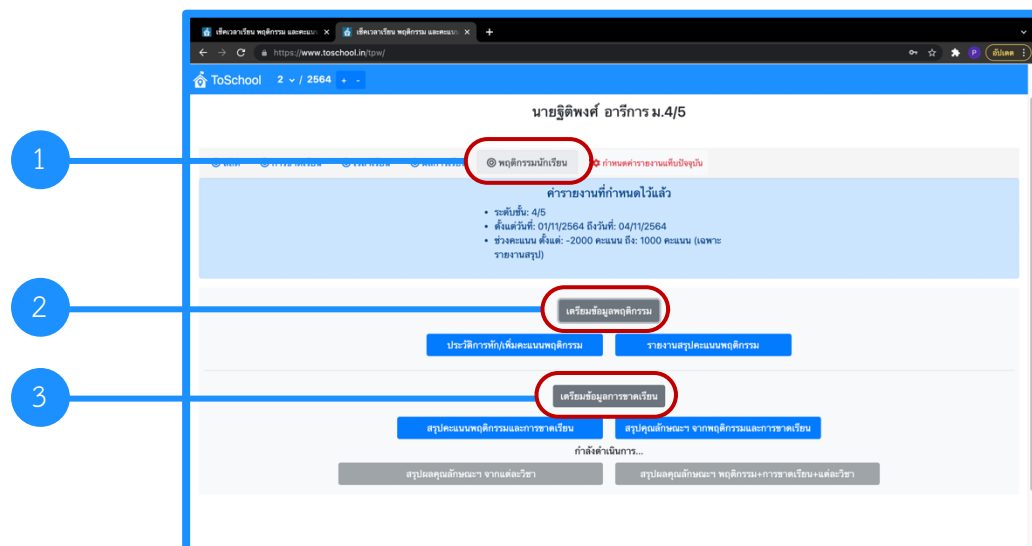 เช็คเวลาเรียน พฤติกรรม และคะแนน
เช็คเวลาเรียน พฤติกรรม และคะแนน
https://www.toschool.in/tpw/
P
อัปเดต
ToSchool 2 / 2564 + -
นายฐิติพงศ์ อารีการ ม.4/5
1
พฤติกรรมนักเรียน
กำหนดค่ารายงานแท็บปัจจุบัน
ค่ารายงานที่กำหนดไว้แล้ว
• ระดับชั้น: 4/5
• ตั้งแต่วันที่: 01/11/2564 ถึงวันที่: 04/11/2564
• ช่วงคะแนน ตั้งแต่: -2000 คะแนน ถึง: 1000 คะแนน (เฉพาะ
รายงานสรุป)
2
เตรียมข้อมูลพฤติกรรม
ประวัติการหัก/เพิ่มคะแนนพฤติกรรม
รายงานสรุปคะแนนพฤติกรรม
3
เตรียมข้อมูลการขาดเรียน
สรุปคะแนนพฤติกรรมและการขาดเรียน
สรุปคุณลักษณะฯ จากพฤติกรรมและการขาดเรียน
กำลังดำเนินการ...
สรุปผลคุณลักษณะฯ จากแต่ละวิชา
สรุปผลคุณลักษณะฯ พฤติกรรม+การขาดเรียน+แต่ละวิชา